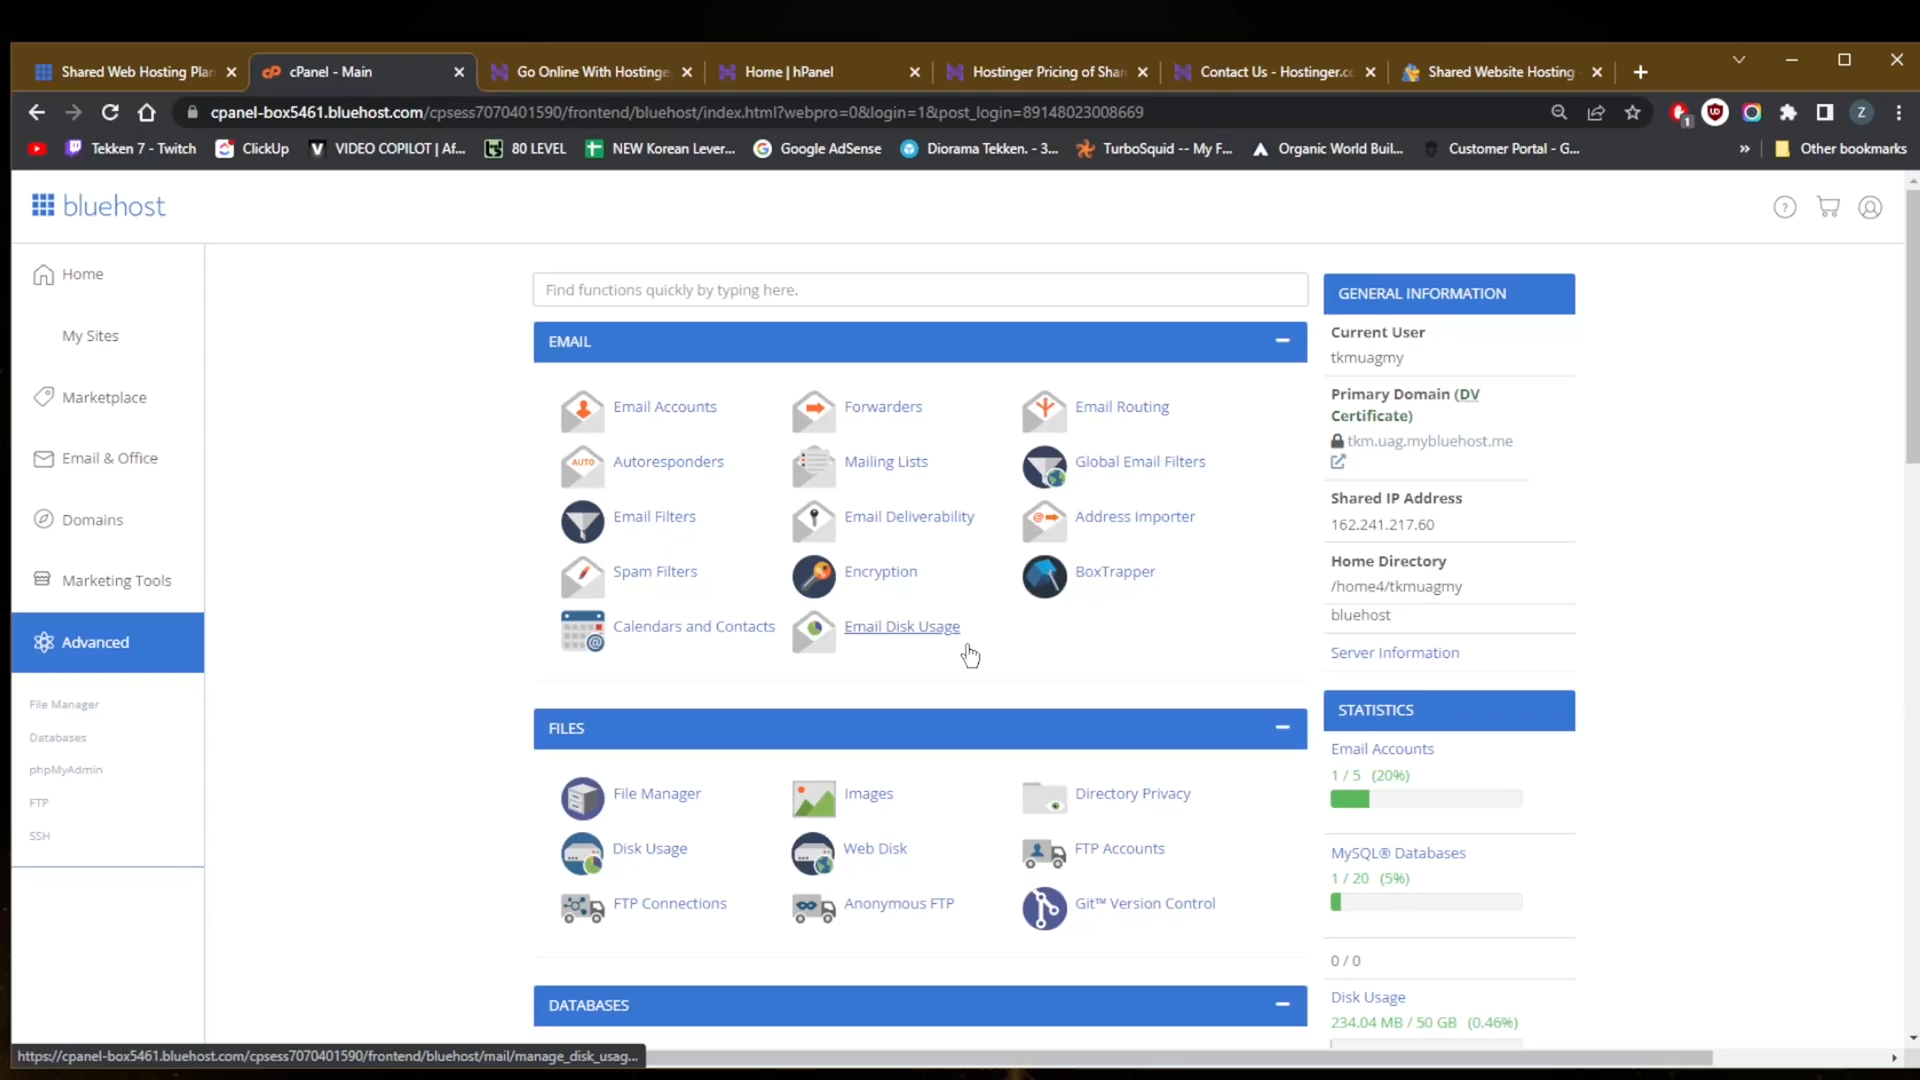 Shared Web Hosting Plan
cPanel - Main
Go Online With Hostinge
Home | hPanel
Hostinger Pricing of Shar
Contact Us - Hostinger.co
Shared Website Hosting
cpanel-box5461.bluehost.com/cpsess7070401590/frontend/bluehost/index.html?webpro=0&login=1&post_login=89148023008669
1
Z
Tekken 7 - Twitch
ClickUp
VIDEO COPILOT | Af...
80 LEVEL
NEW Korean Lever...
Google AdSense
Diorama Tekken. - 3...
TurboSquid -- My F...
Organic World Buil...
Customer Portal - G...
»
Other bookmarks
bluehost
Home
My Sites
Marketplace
Email & Office
Domains
Marketing Tools
Advanced
File Manager
Databases
phpMyAdmin
FTP
SSH
Find functions quickly by typing here.
EMAIL
Email Accounts
Forwarders
Email Routing
AUTO
Autoresponders
Mailing Lists
Global Email Filters
Email Filters
Email Deliverability
Address Importer
Spam Filters
Encryption
BoxTrapper
Calendars and Contacts
Email Disk Usage
FILES
File Manager
Images
Directory Privacy
Disk Usage
Web Disk
FTP Accounts
FTP Connections
Anonymous FTP
Git™ Version Control
DATABASES
GENERAL INFORMATION
Current User
tkmuagmy
Primary Domain (DV
Certificate)
tkm.uag.mybluehost.me
Shared IP Address
162.241.217.60
Home Directory
/home4/tkmuagmy
bluehost
Server Information
STATISTICS
Email Accounts
1 / 5 (20%)
MySQL® Databases
1 / 20 (5%)
0 / 0
Disk Usage
234.04 MB / 50 GB (0.46%)
https://cpanel-box5461.bluehost.com/cpsess7070401590/frontend/bluehost/mail/manage_disk_usag...